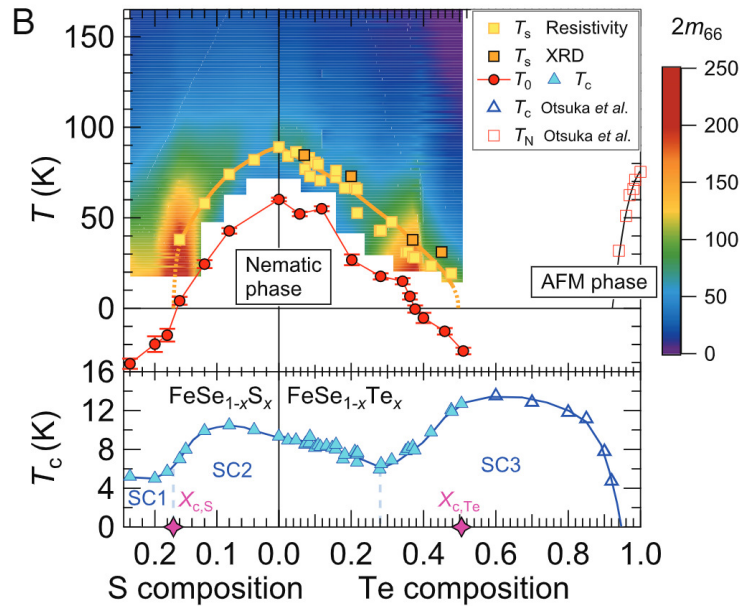 B
150
100
50
0
T (K)
Ts Resistivity
Ts XRD
T0 Tc
Tc Otsuka et al.
TN Otsuka et al.
2m66
250
200
150
100
50
0
Nematic
phase
AFM phase
16
12
8
4
0
Tc (K)
FeSe1-xSx FeSe1-xTex
SC1 SC2 SC3
Xc,S Xc,Te
0.2 0.1 0.0 0.2 0.4 0.6 0.8 1.0
S composition Te composition